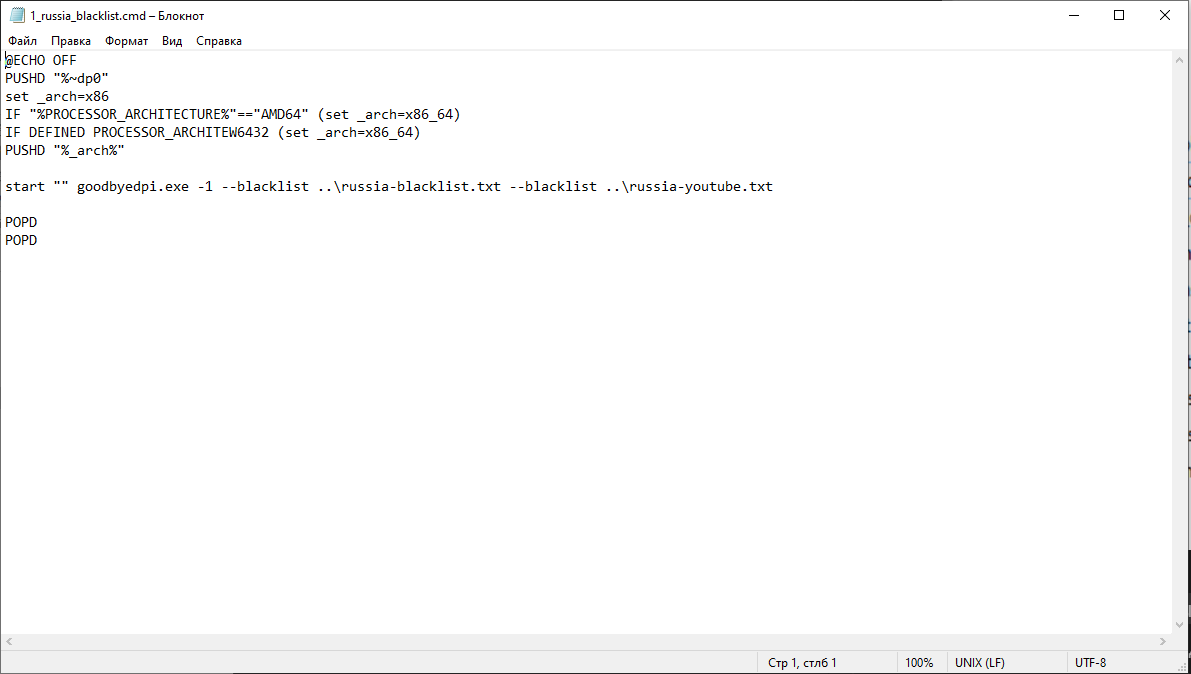 1_russia_blacklist.cmd – Блокнот
Файл Правка Формат Вид Справка
@ECHO OFF
PUSHD "%~dp0"
set _arch=x86
IF "%PROCESSOR_ARCHITECTURE%"=="AMD64" (set _arch=x86_64)
IF DEFINED PROCESSOR_ARCHITEW6432 (set _arch=x86_64)
PUSHD "%_arch%"
start "" goodbyedpi.exe -1 --blacklist ..\russia-blacklist.txt --blacklist ..\russia-youtube.txt
POPD
POPD
Стр 1, стлб 1 100% UNIX (LF) UTF-8